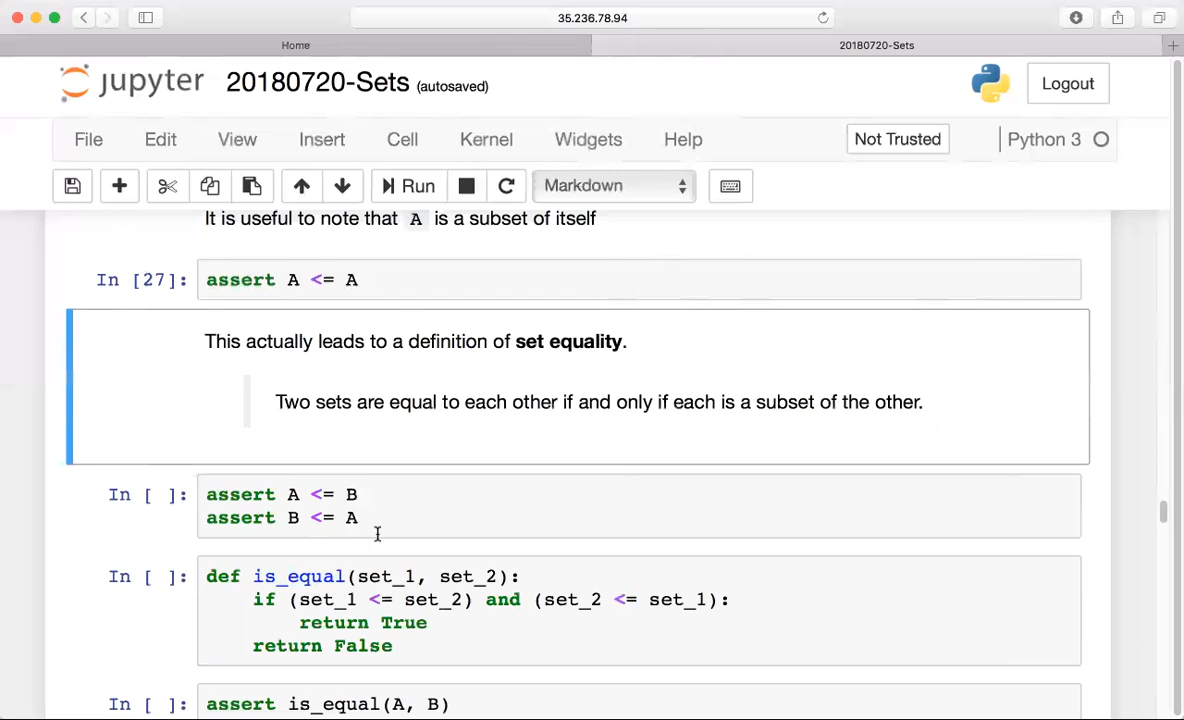 35.236.78.94
Home
20180720-Sets
jupyter 20180720-Sets (autosaved)
Logout
File Edit View Insert Cell Kernel Widgets Help
Not Trusted
Python 3
Run
Markdown
It is useful to note that A is a subset of itself
In [27]: assert A <= A
This actually leads to a definition of set equality.
Two sets are equal to each other if and only if each is a subset of the other.
In [ ]: assert A <= B
assert B <= A
In [ ]: def is_equal(set_1, set_2):
if (set_1 <= set_2) and (set_2 <= set_1):
return True
return False
In [ ]: assert is_equal(A, B)